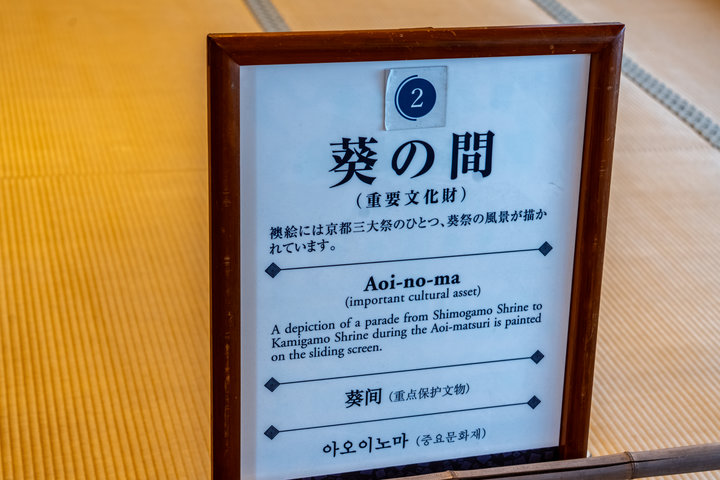 2
葵の間
（重要文化財）
襖絵には京都三大祭のひとつ、葵祭の風景が描か
れています。
Aoi-no-ma
(important cultural asset)
A depiction of a parade from Shimogamo Shrine to
Kamigamo Shrine during the Aoi-matsuri is painted
on the sliding screen.
葵间（重点保护文物）
아오이노마（중요문화재）